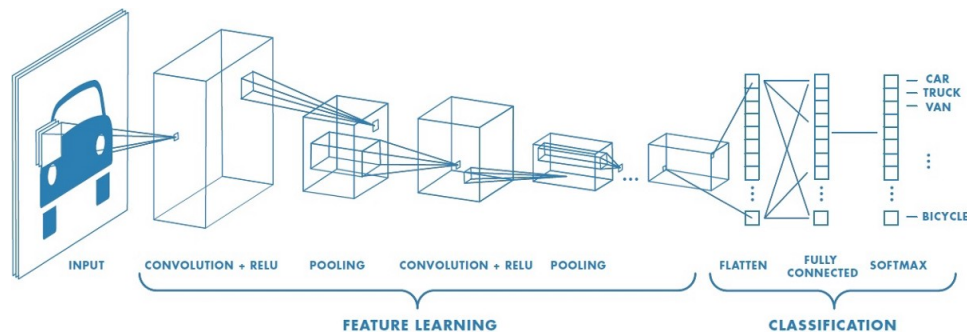 CAR
TRUCK
VAN
BICYCLE
INPUT
CONVOLUTION + RELU
POOLING
CONVOLUTION + RELU
POOLING
FLATTEN
FULLY
CONNECTED
SOFTMAX
FEATURE LEARNING
CLASSIFICATION